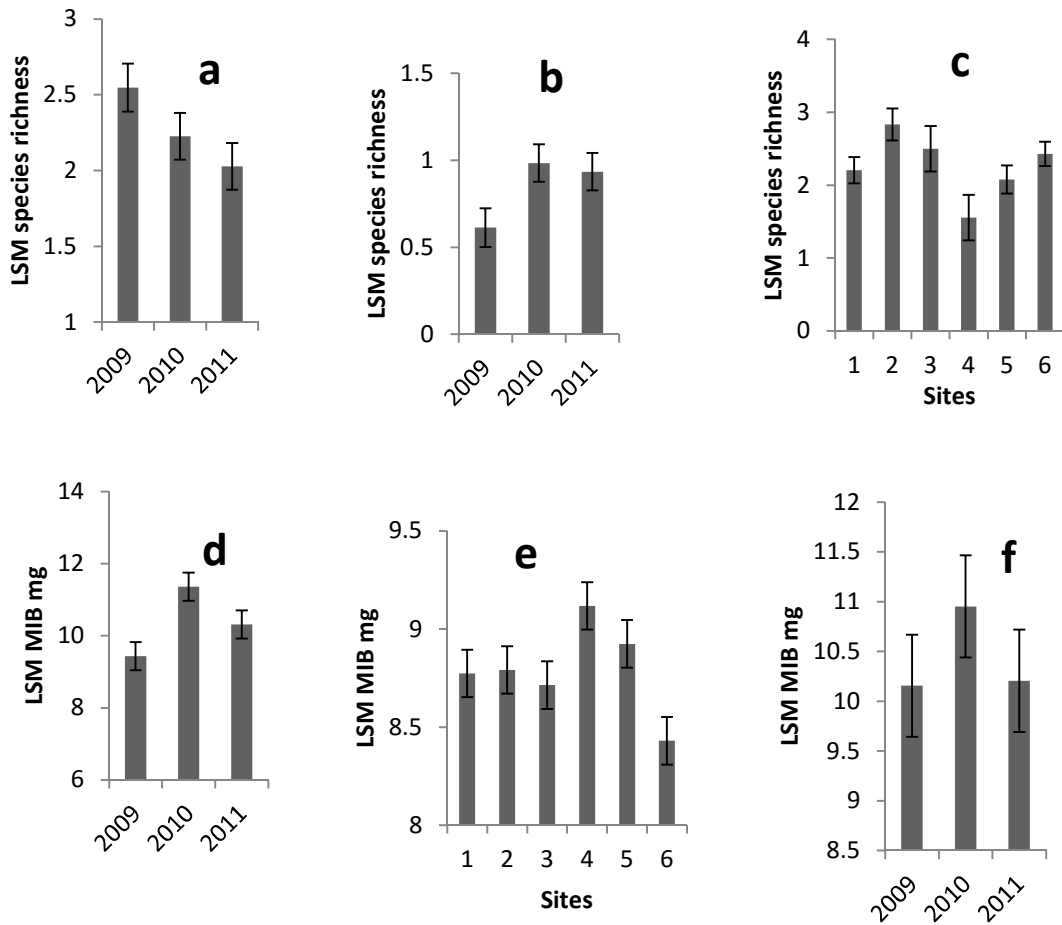 a
LSM species richness
3
2.5
2
1.5
1
2009
2010
2011
b
LSM species richness
1.5
1
0.5
0
2009
2010
2011
c
LSM species richness
4
3
2
1
0
1 2 3 4 5 6
Sites
d
LSM MIB mg
14
12
10
8
6
2009
2010
2011
e
LSM MIB mg
9.5
9
8.5
8
1 2 3 4 5 6
Sites
f
LSM MIB mg
12
11.5
11
10.5
10
9.5
9
8.5
2009
2010
2011